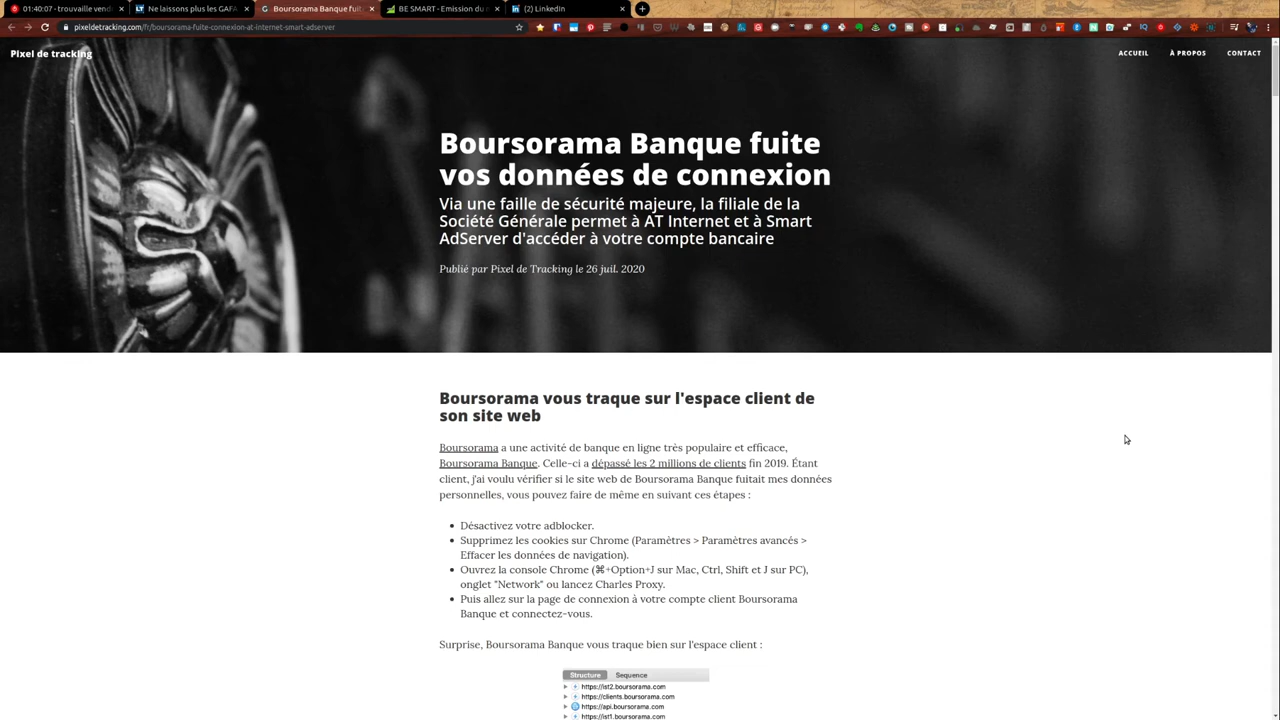 01:40:07 - trouvaille vend
Ne laissons plus les GAFA
Boursorama Banque fuit
BE SMART - Emission du m
(2) LinkedIn
pixeldetracking.com/fr/boursorama-fuite-connexion-at-internet-smart-adserver
Pixel de tracking
ACCUEIL
À PROPOS
CONTACT
Boursorama Banque fuite
vos données de connexion
Via une faille de sécurité majeure, la filiale de la
Société Générale permet à AT Internet et à Smart
AdServer d'accéder à votre compte bancaire
Publié par Pixel de Tracking le 26 juil. 2020
Boursorama vous traque sur l'espace client de
son site web
Boursorama a une activité de banque en ligne très populaire et efficace,
Boursorama Banque. Celle-ci a dépassé les 2 millions de clients fin 2019. Étant
client, j'ai voulu vérifier si le site web de Boursorama Banque fuitait mes données
personnelles, vous pouvez faire de même en suivant ces étapes :
• Désactivez votre adblocker.
• Supprimez les cookies sur Chrome (Paramètres > Paramètres avancés >
Effacer les données de navigation).
• Ouvrez la console Chrome (⌘+Option+J sur Mac, Ctrl, Shift et J sur PC),
onglet "Network" ou lancez Charles Proxy.
• Puis allez sur la page de connexion à votre compte client Boursorama
Banque et connectez-vous.
Surprise, Boursorama Banque vous traque bien sur l'espace client :
Structure
Sequence
https://ist2.boursorama.com
https://clients.boursorama.com
https://api.boursorama.com
https://ist1.boursorama.com